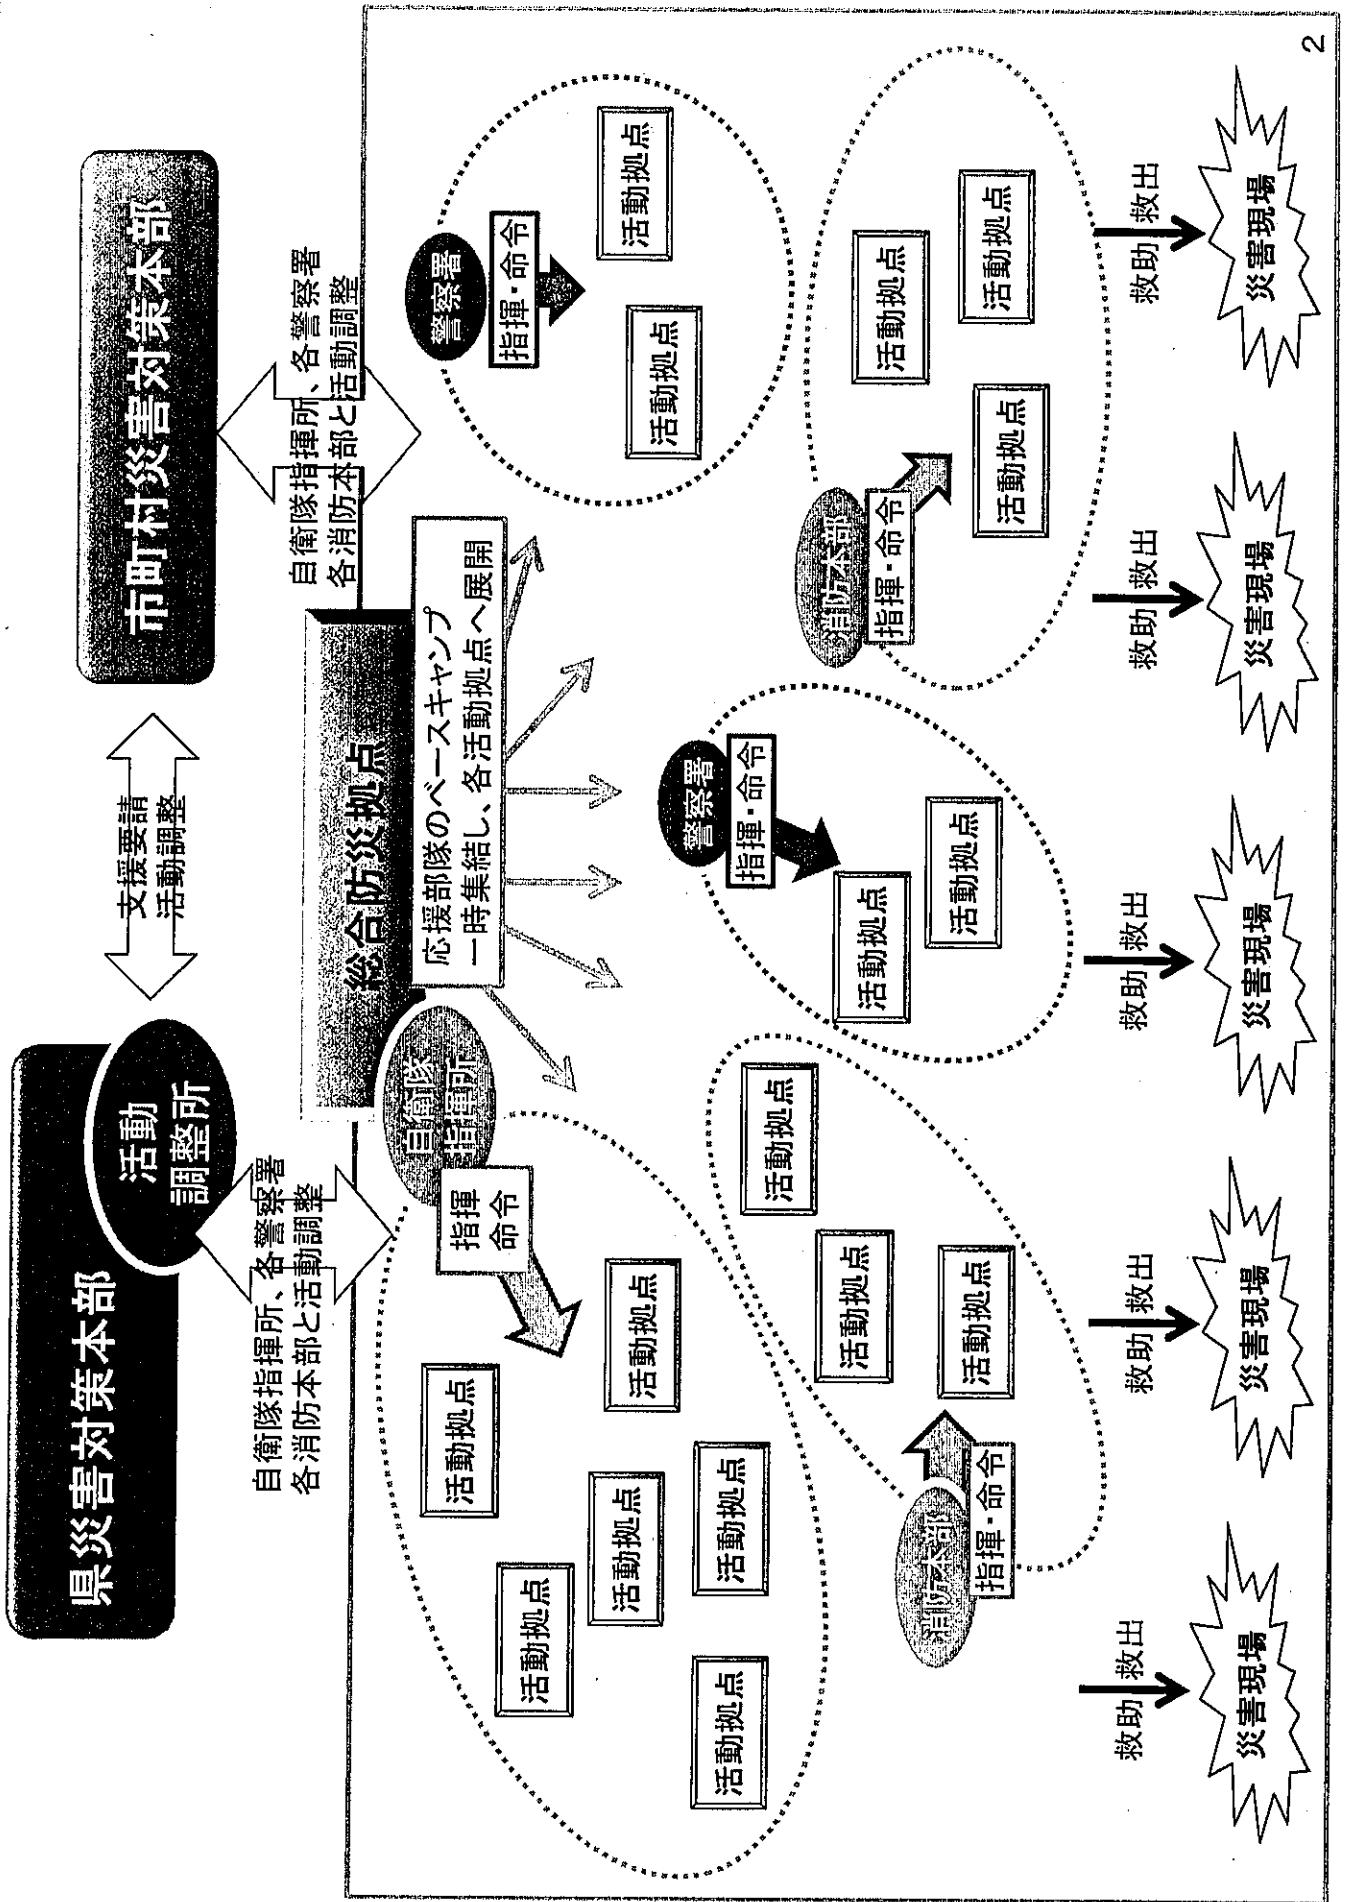 県災害対策本部
活動
調整所
支援要請
活動調整
市町村災害対策本部
自衛隊指揮所、各警察署
各消防本部と活動調整
自衛隊指揮所、各警察署
各消防本部と活動調整
総合防災拠点
応援部隊のベースキャンプ
一時集結し、各活動拠点へ展開
自衛隊
指揮所
指揮
命令
活動拠点
活動拠点
活動拠点
活動拠点
活動拠点
活動拠点
警察署
指揮・命令
活動拠点
活動拠点
警察署
指揮・命令
活動拠点
活動拠点
消防本部
指揮・命令
活動拠点
活動拠点
活動拠点
消防本部
指揮・命令
活動拠点
活動拠点
活動拠点
救助 救出
救助 救出
救助 救出
救助 救出
救助 救出
災害現場
災害現場
災害現場
災害現場
災害現場
2